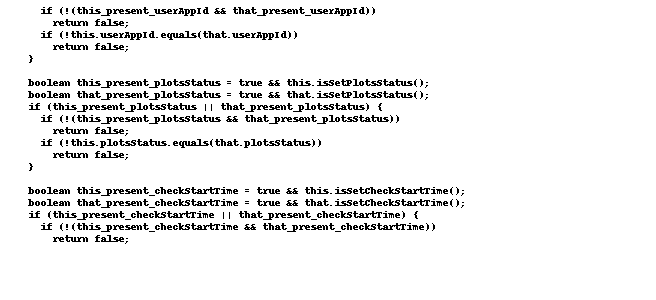 if (!(this_present_userAppId && that_present_userAppId))
return false;
if (!this.userAppId.equals(that.userAppId))
return false;
}
boolean this_present_plotsStatus = true && this.isSetPlotsStatus();
boolean that_present_plotsStatus = true && that.isSetPlotsStatus();
if (this_present_plotsStatus || that_present_plotsStatus) {
if (!(this_present_plotsStatus && that_present_plotsStatus))
return false;
if (!this.plotsStatus.equals(that.plotsStatus))
return false;
}
boolean this_present_checkStartTime = true && this.isSetCheckStartTime();
boolean that_present_checkStartTime = true && that.isSetCheckStartTime();
if (this_present_checkStartTime || that_present_checkStartTime) {
if (!(this_present_checkStartTime && that_present_checkStartTime))
return false;